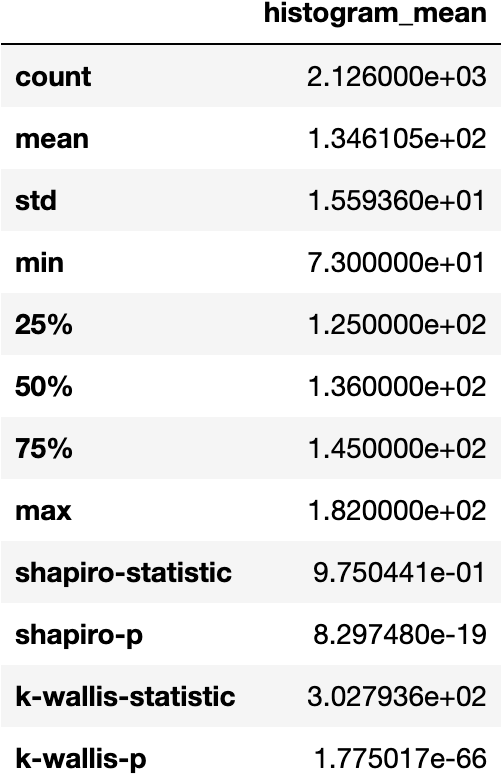 histogram_mean
count 2.126000e+03
mean 1.346105e+02
std 1.559360e+01
min 7.300000e+01
25% 1.250000e+02
50% 1.360000e+02
75% 1.450000e+02
max 1.820000e+02
shapiro-statistic 9.750441e-01
shapiro-p 8.297480e-19
k-wallis-statistic 3.027936e+02
k-wallis-p 1.775017e-66